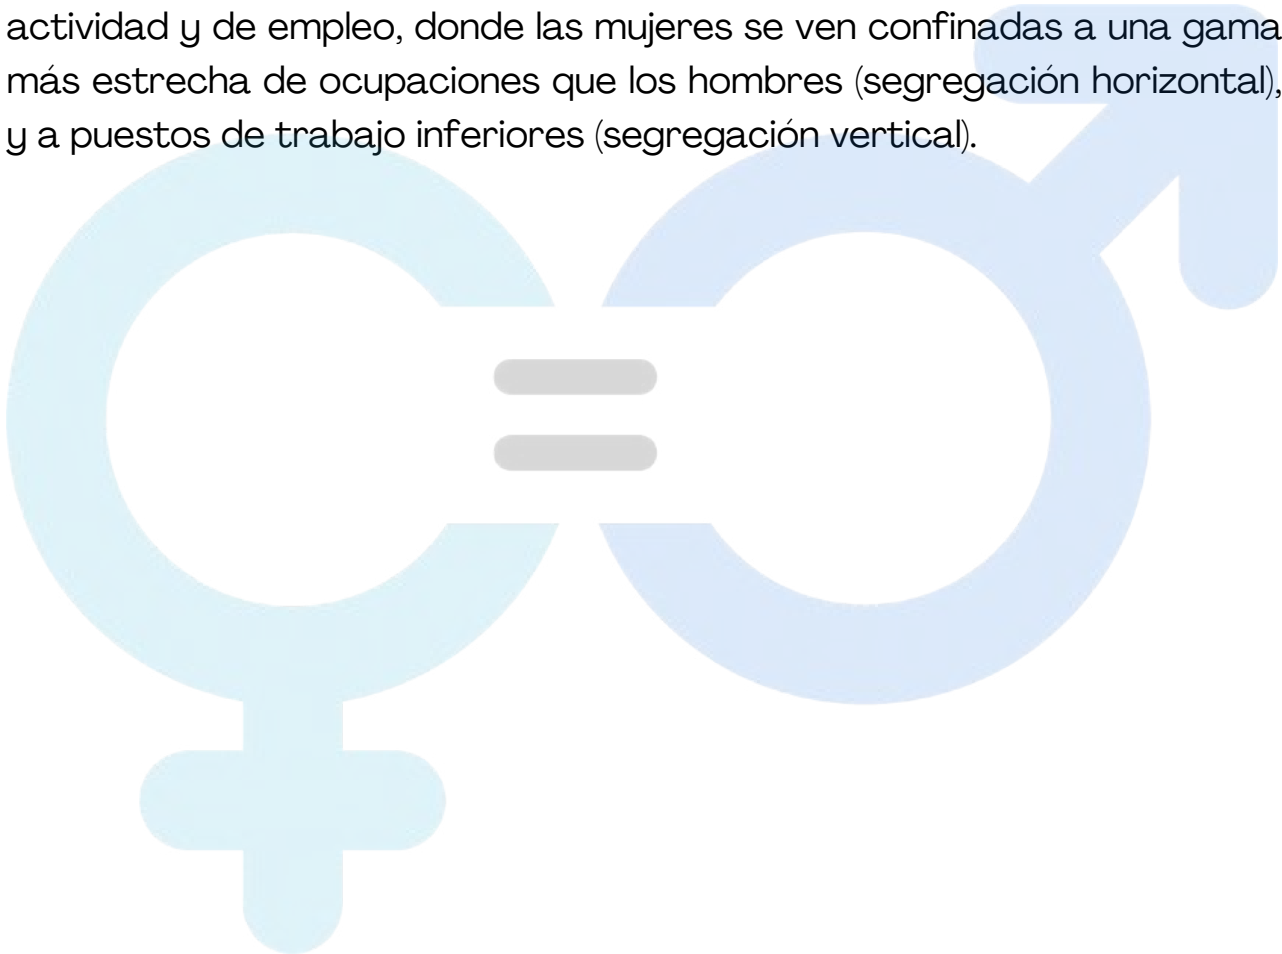 actividad y de empleo, donde las mujeres se ven confinadas a una gama
más estrecha de ocupaciones que los hombres (segregación horizontal),
y a puestos de trabajo inferiores (segregación vertical).